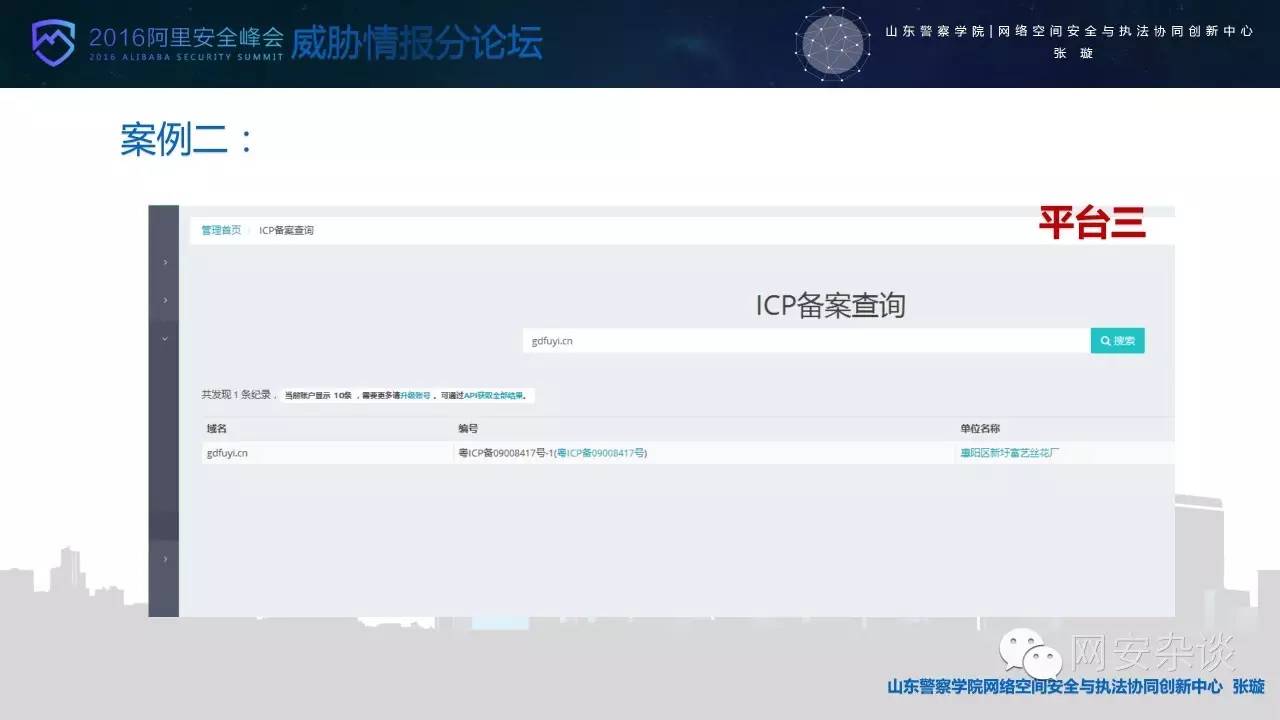 2016阿里安全峰会 威胁情报分论坛
2016 ALIBABA SECURITY SUMMIT
山东警察学院|网络空间安全与执法协同创新中心
张 璇
案例二：
平台三
管理首页 ICP备案查询
ICP备案查询
gdfuyi.cn 搜索
共发现 1 条纪录， 当前账户显示 10条 ，需要更多请升级账号 。可通过API获取全部结果。
域名 编号 单位名称
gdfuyi.cn 粤ICP备09008417号-1(粤ICP备09008417号) 惠阳区新圩富艺丝花厂
网安杂谈
山东警察学院网络空间安全与执法协同创新中心 张璇